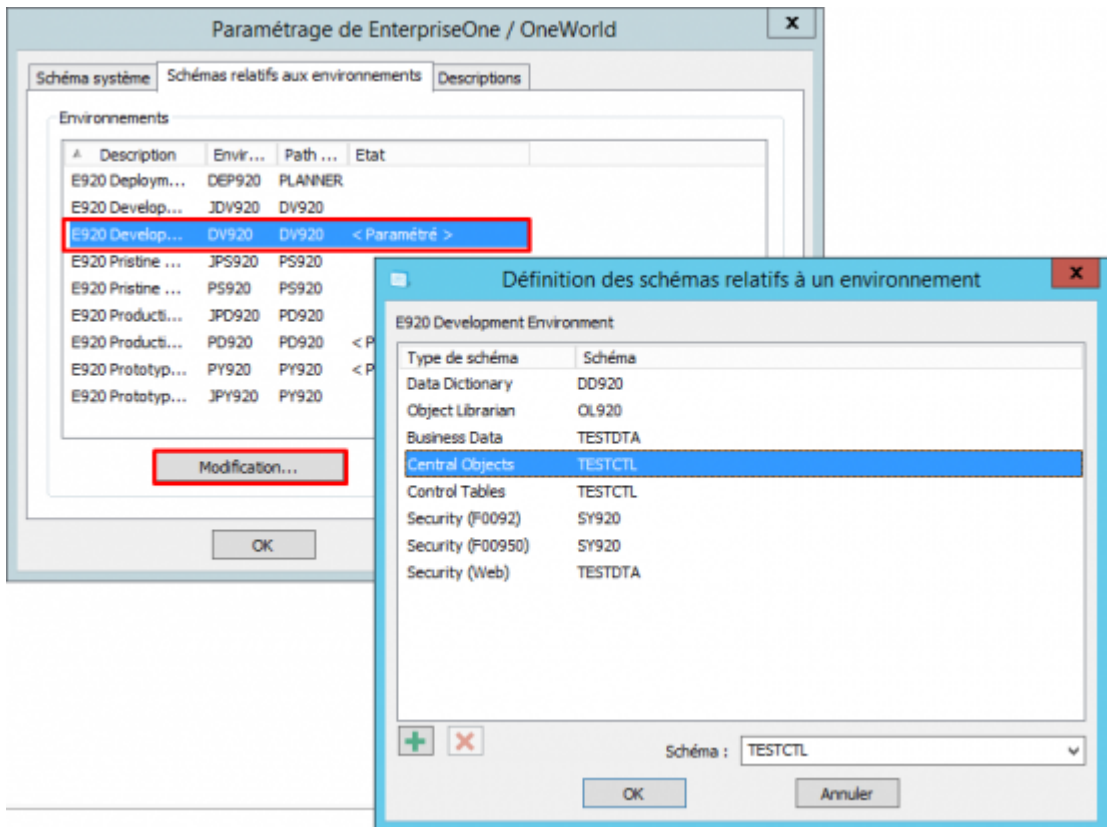 Paramétrage de EnterpriseOne / OneWorld
x
Schéma système Schémas relatifs aux environnements Descriptions
Environnements
Description Envir... Path ... Etat
E920 Deploym... DEP920 PLANNER
E920 Develop... JDV920 DV920
E920 Develop... DV920 DV920 < Paramétré >
E920 Pristine ... JPS920 PS920
E920 Pristine ... PS920 PS920
E920 Producti... JPD920 PD920
E920 Producti... PD920 PD920 < P
E920 Prototyp... PY920 PY920 < P
E920 Prototyp... JPY920 PY920
Modification...
OK
Définition des schémas relatifs à un environnement
x
E920 Development Environment
Type de schéma Schéma
Data Dictionary DD920
Object Librarian OL920
Business Data TESTDTA
Central Objects TESTCTL
Control Tables TESTCTL
Security (F0092) SY920
Security (F00950) SY920
Security (Web) TESTDTA
Schéma : TESTCTL
OK Annuler